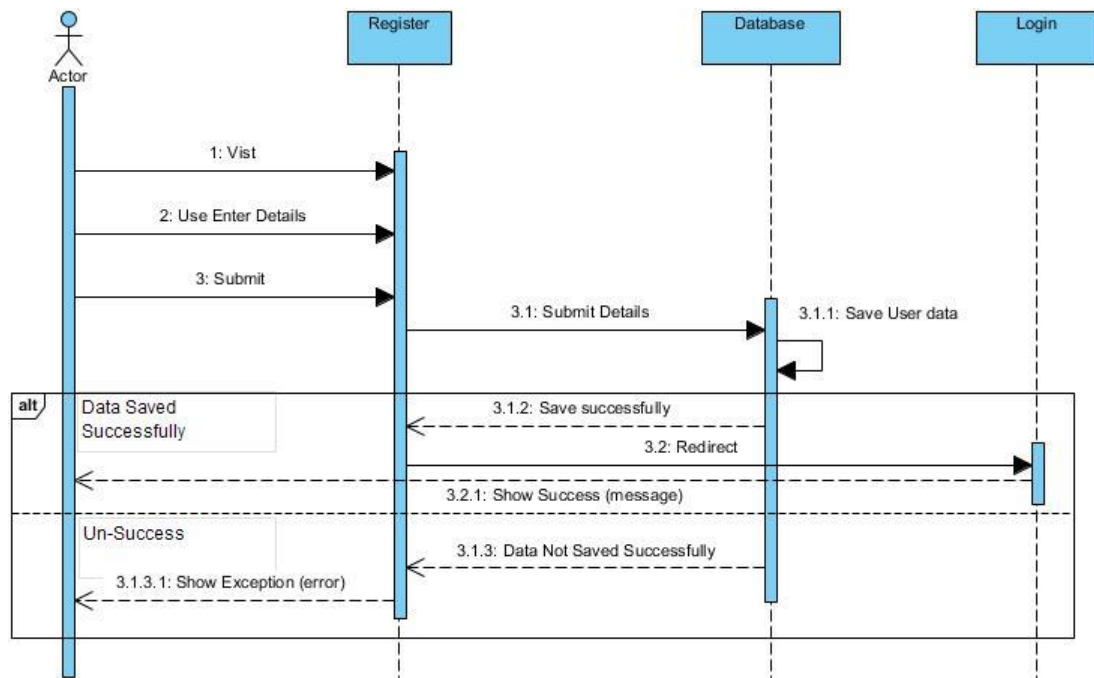 Register
Database
Login
Actor
1: Vist
2: Use Enter Details
3: Submit
3.1: Submit Details
3.1.1: Save User data
alt
Data Saved
Successfully
3.1.2: Save successfully
3.2: Redirect
3.2.1: Show Success (message)
Un-Success
3.1.3: Data Not Saved Successfully
3.1.3.1: Show Exception (error)